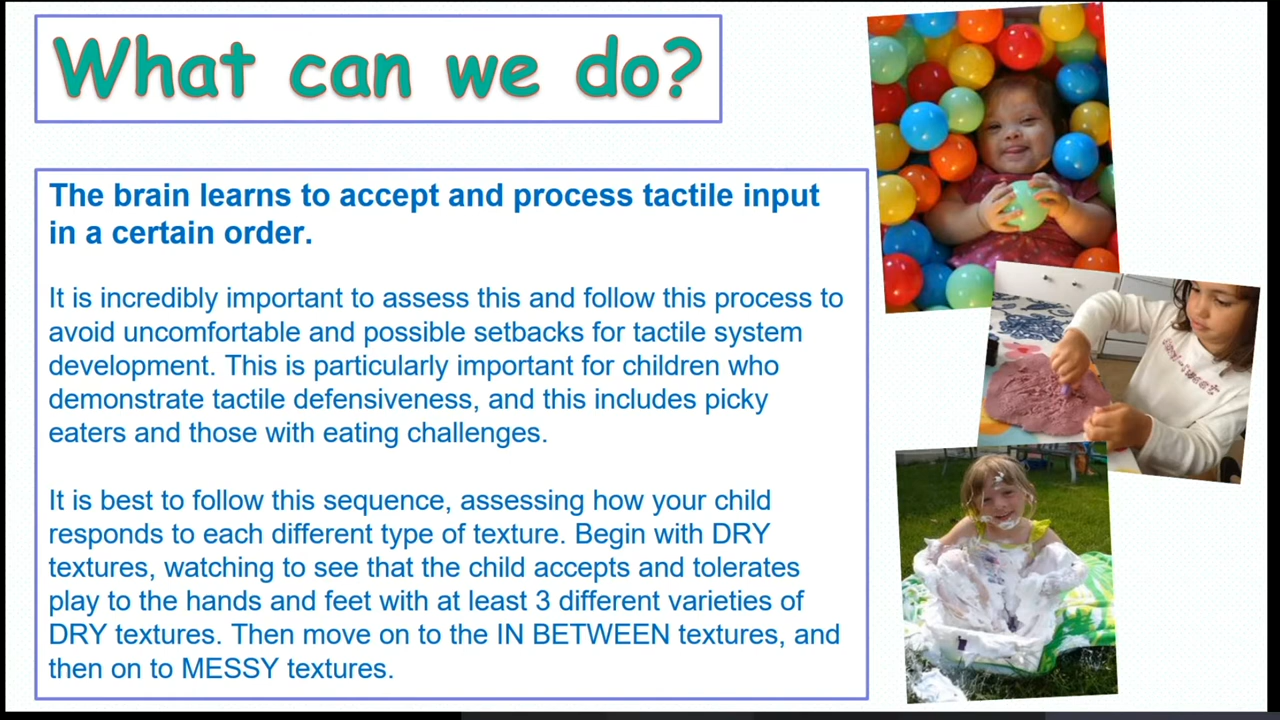 What can we do?
The brain learns to accept and process tactile input
in a certain order.
It is incredibly important to assess this and follow this process to
avoid uncomfortable and possible setbacks for tactile system
development. This is particularly important for children who
demonstrate tactile defensiveness, and this includes picky
eaters and those with eating challenges.
It is best to follow this sequence, assessing how your child
responds to each different type of texture. Begin with DRY
textures, watching to see that the child accepts and tolerates
play to the hands and feet with at least 3 different varieties of
DRY textures. Then move on to the IN BETWEEN textures, and
then on to MESSY textures.